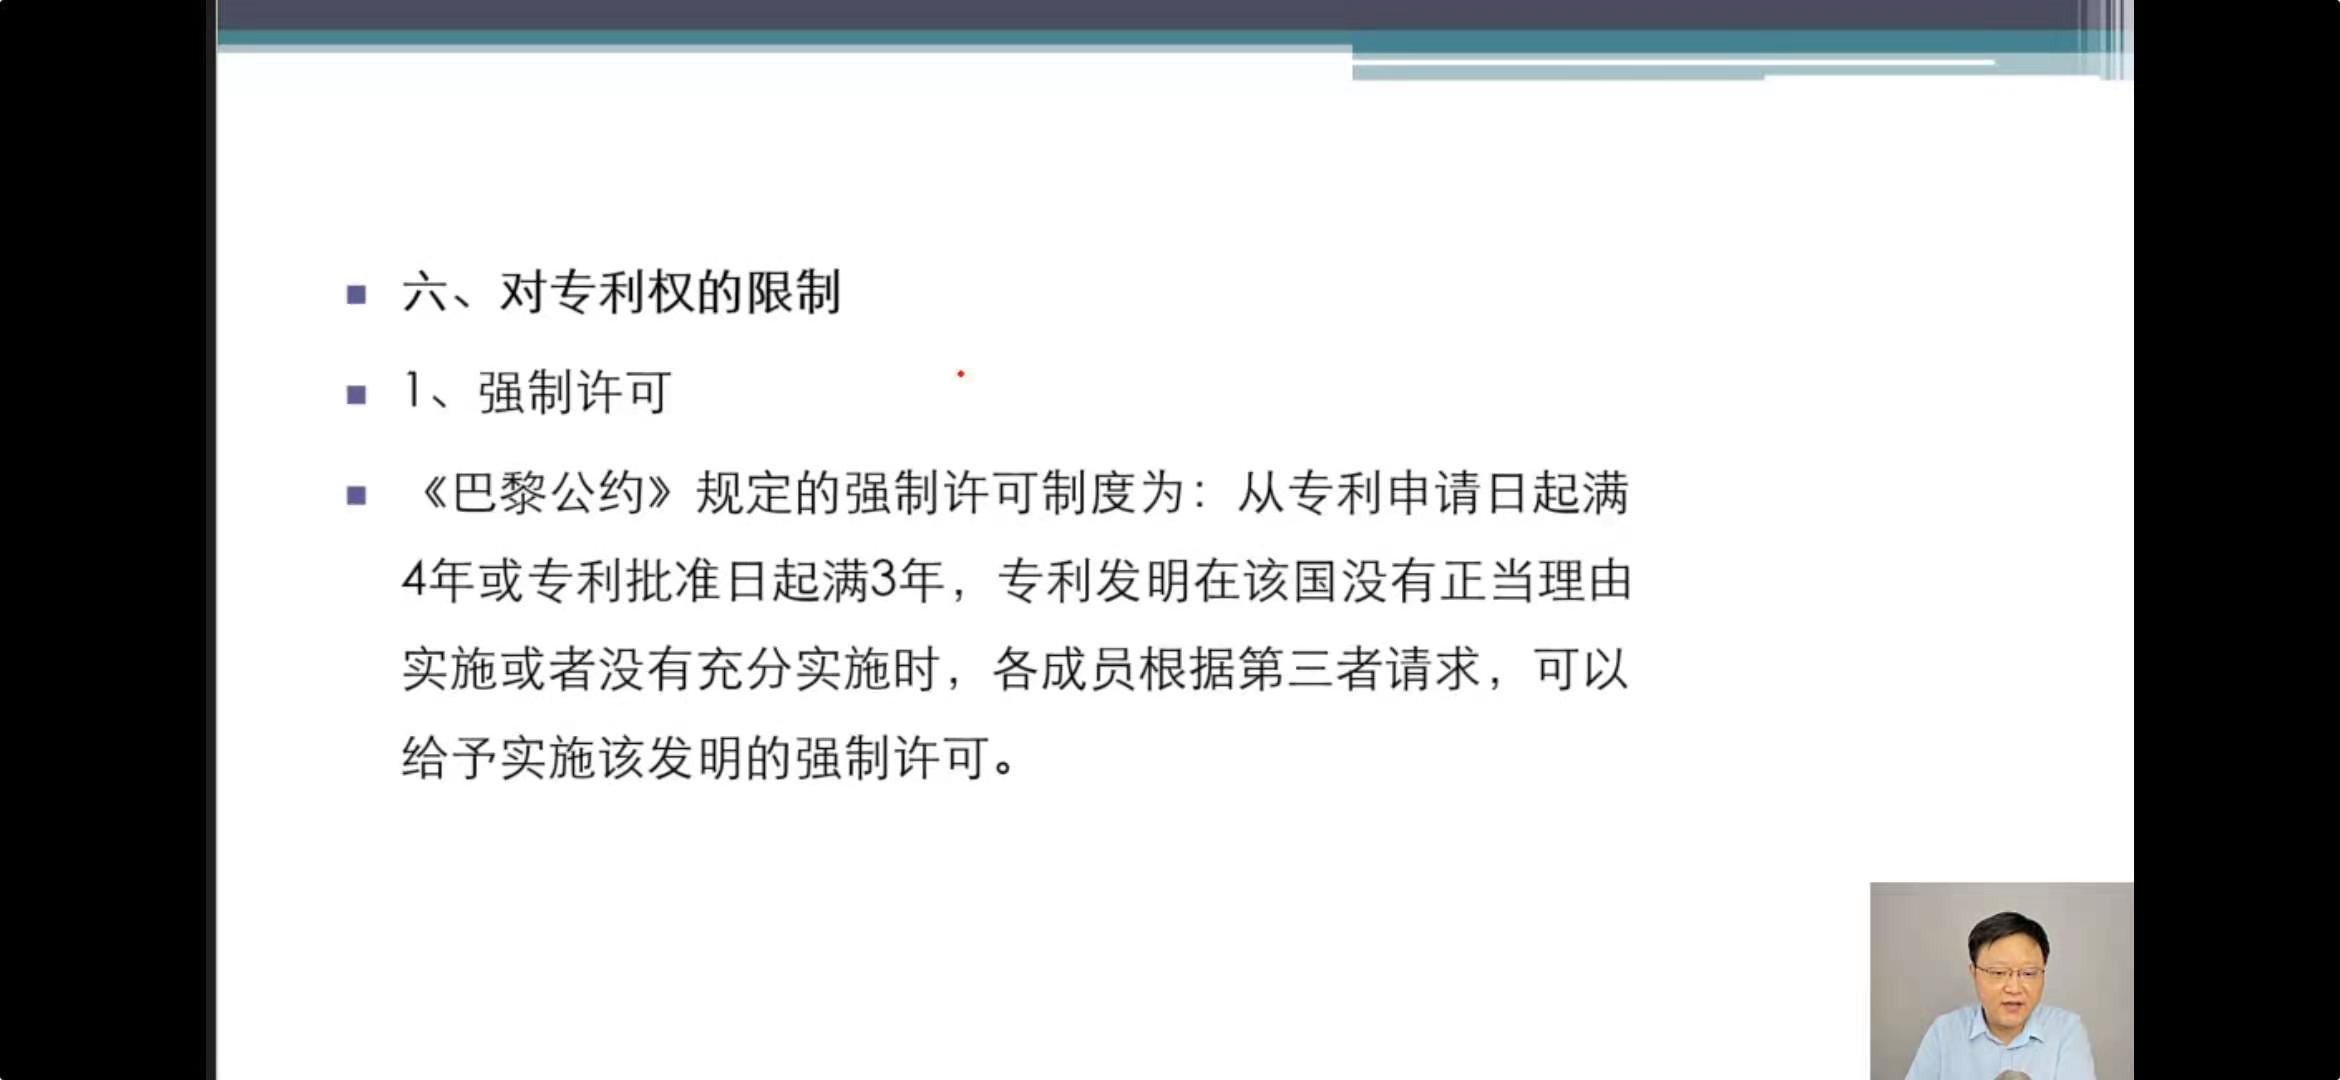 六、对专利权的限制
1、强制许可
《巴黎公约》规定的强制许可制度为：从专利申请日起满
4年或专利批准日起满3年，专利发明在该国没有正当理由
实施或者没有充分实施时，各成员根据第三者请求，可以
给予实施该发明的强制许可。